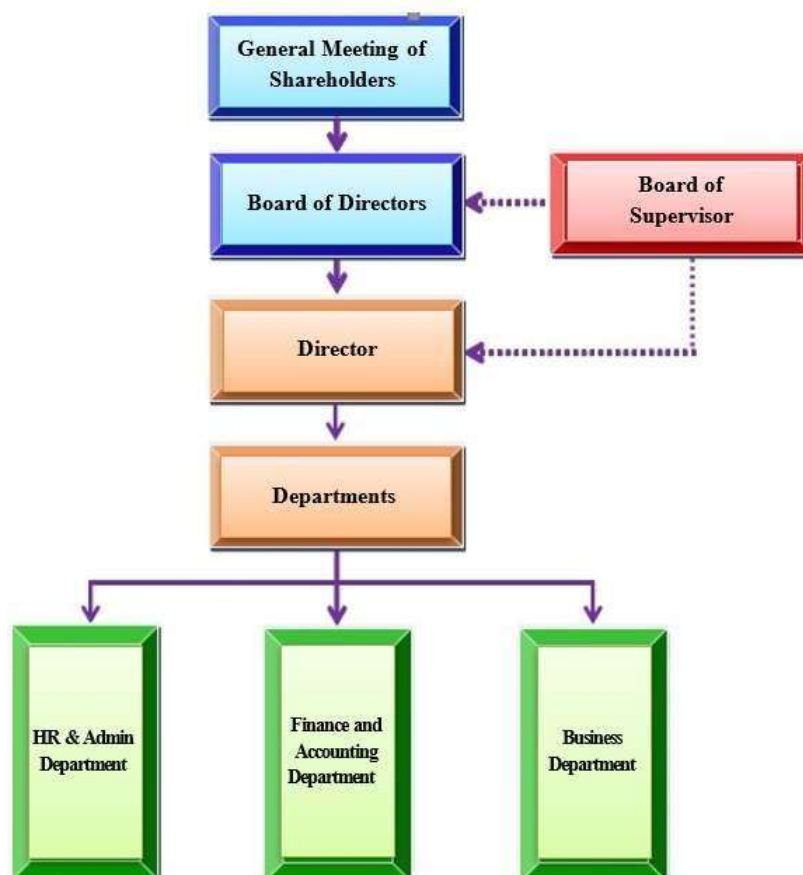 General Meeting of
Shareholders
Board of Directors
Board of
Supervisor
Director
Departments
HR & Admin
Department
Finance and
Accounting
Department
Business
Department